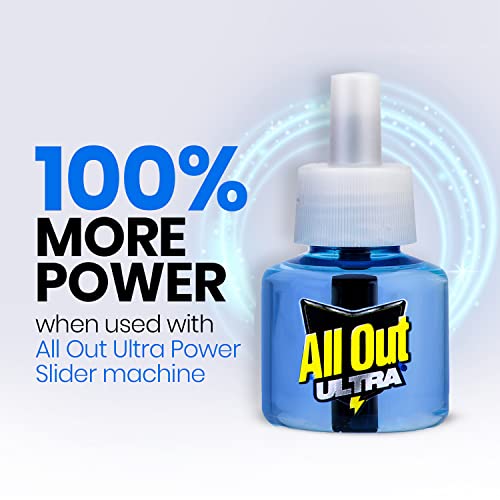 100%
MORE
POWER
when used with
All Out Ultra Power
Slider machine
All Out
ULTRA